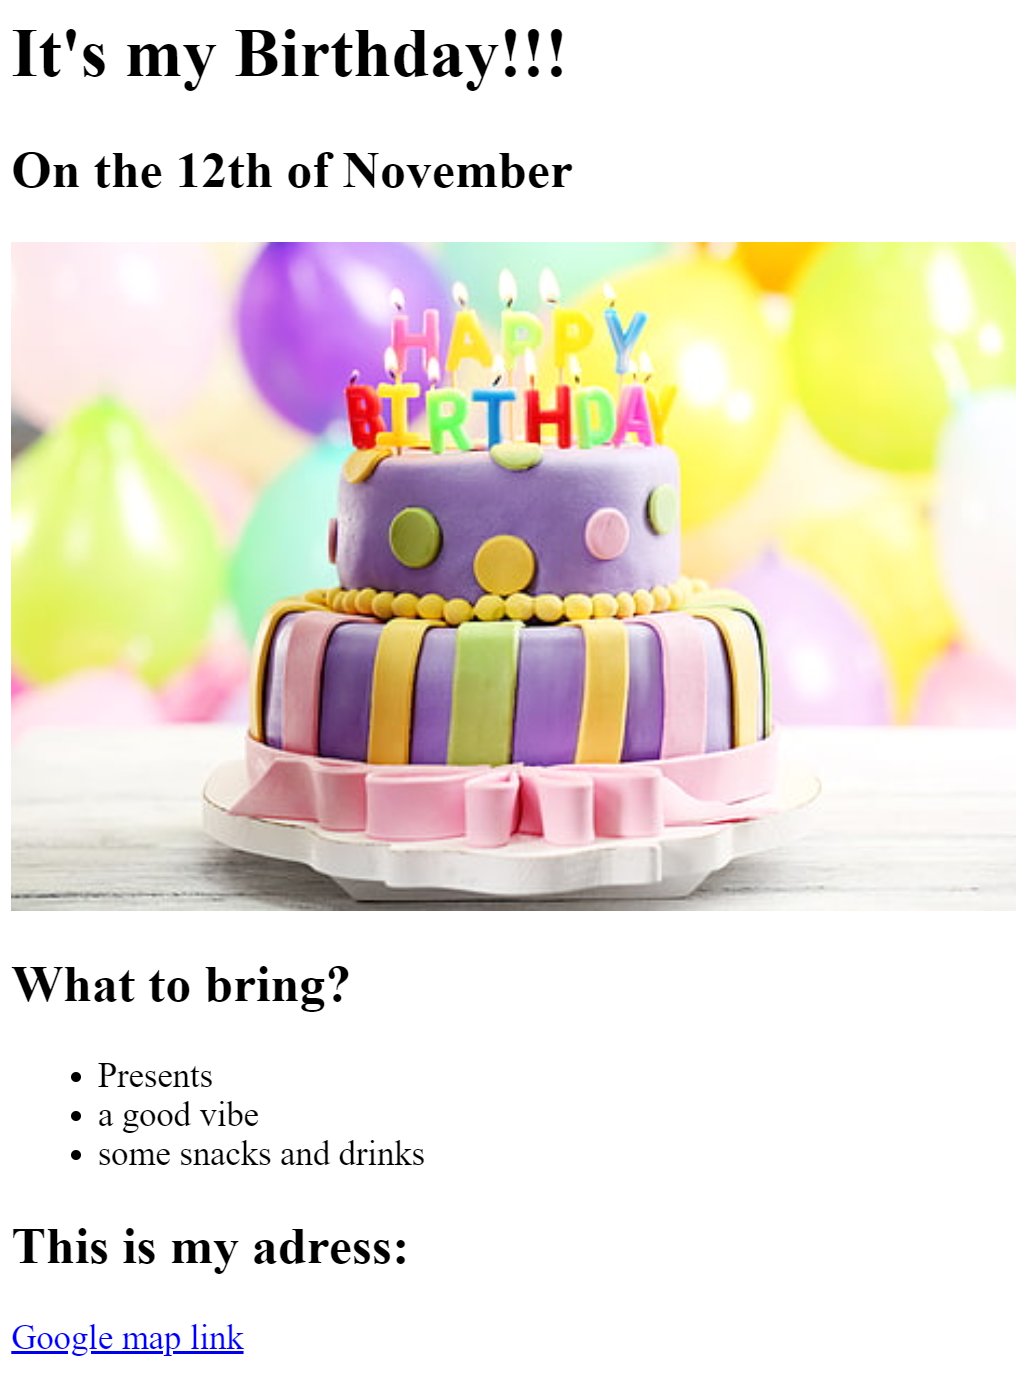 It's my Birthday!!!
On the 12th of November
HAPPY
BIRTHDAY
What to bring?
Presents
a good vibe
some snacks and drinks
This is my adress:
Google map link